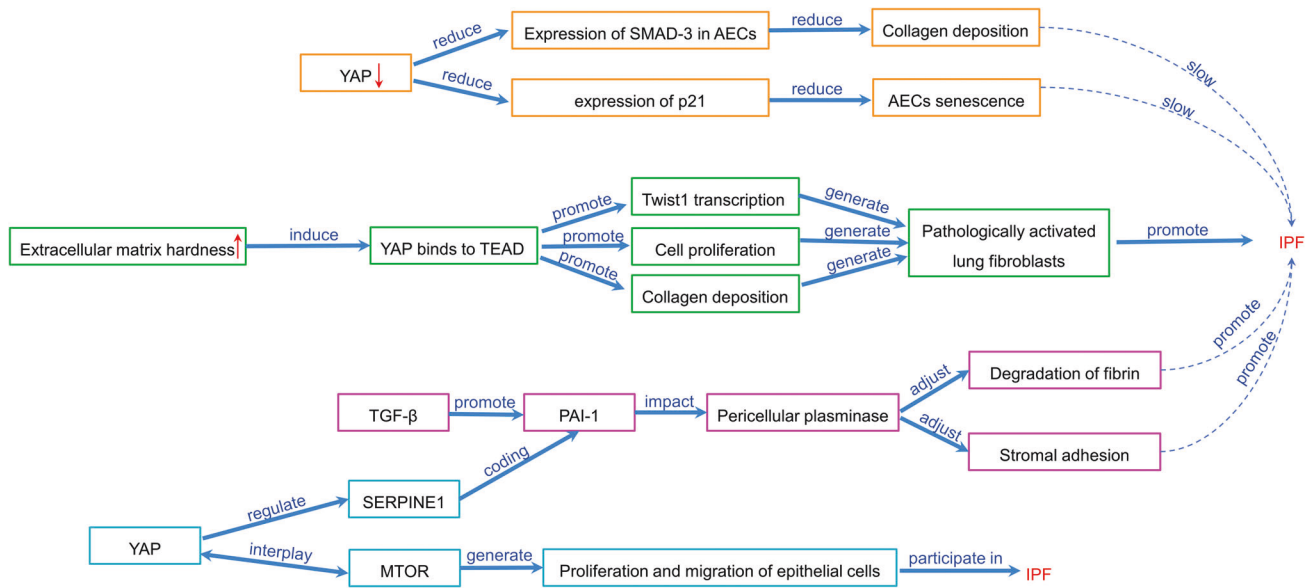 reduce
Expression of SMAD-3 in AECs
reduce
Collagen deposition
slow
YAP
reduce
expression of p21
reduce
AECs senescence
slow
Extracellular matrix hardness
induce
YAP binds to TEAD
promote
Twist1 transcription
generate
promote
Cell proliferation
generate
promote
Collagen deposition
generate
Pathologically activated
lung fibroblasts
promote
IPF
TGF-β
promote
PAI-1
impact
Pericellular plasminase
adjust
Degradation of fibrin
promote
adjust
Stromal adhesion
promote
YAP
regulate
SERPINE1
coding
interplay
MTOR
generate
Proliferation and migration of epithelial cells
participate in
IPF